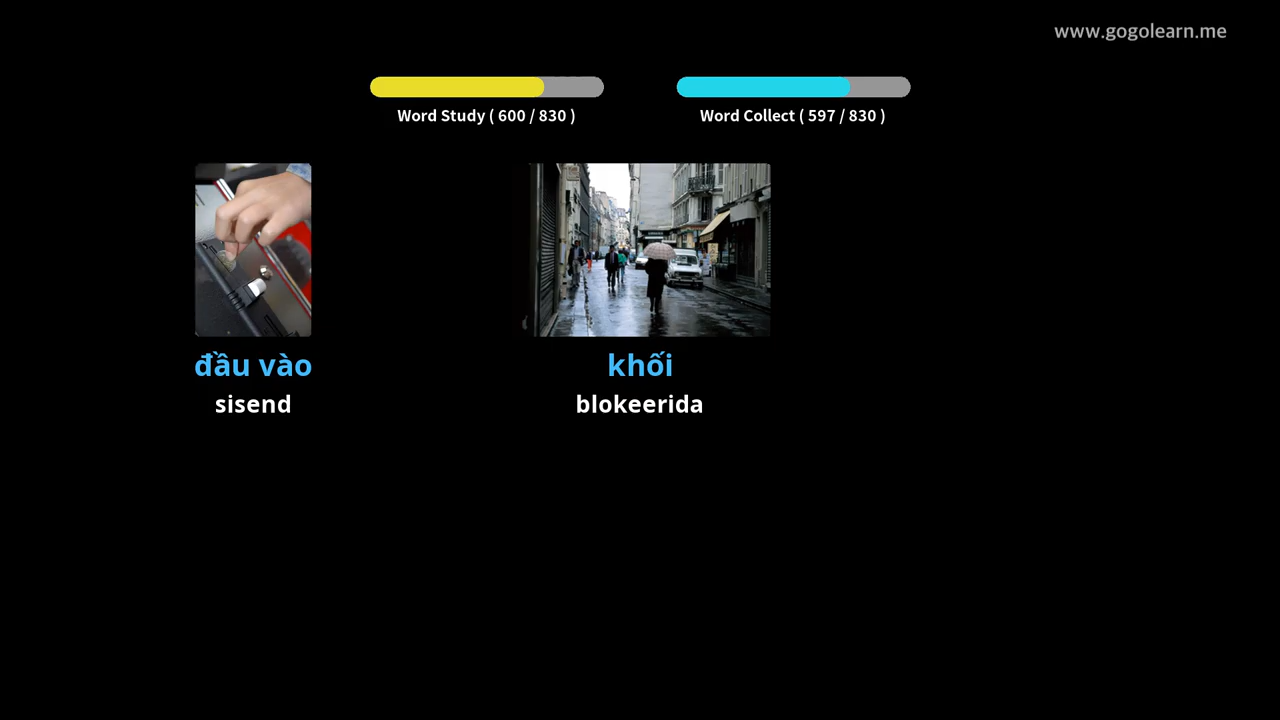 www.gogolearn.me
Word Study ( 600 / 830 )
Word Collect ( 597 / 830 )
đầu vào
sisend
khối
blokeerida